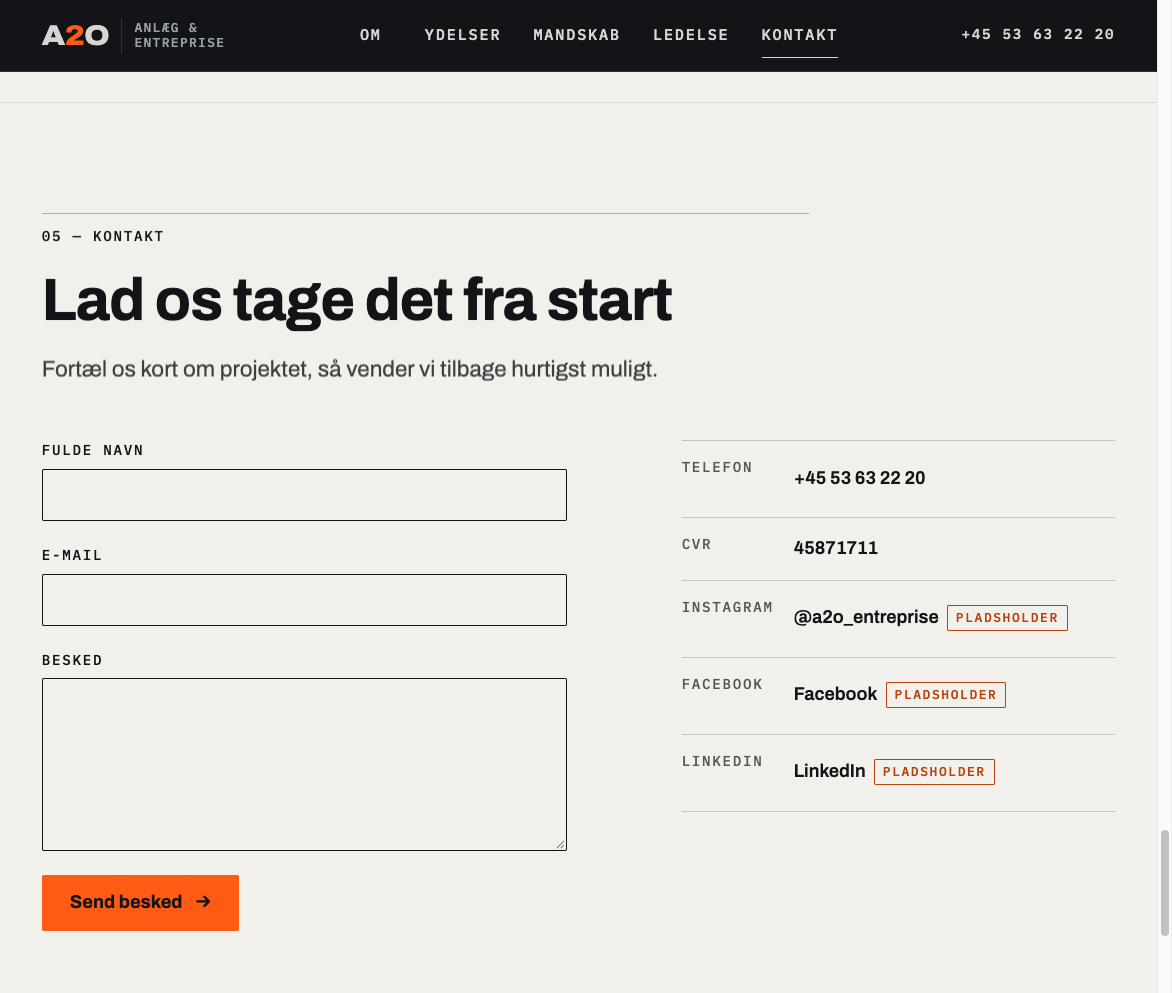 A2O
ANLÆG &
ENTREPRISE
OM
YDELSER
MANDSKAB
LEDELSE
KONTAKT
+45 53 63 22 20
05 — KONTAKT
Lad os tage det fra start
Fortæl os kort om projektet, så vender vi tilbage hurtigst muligt.
FULDE NAVN
E-MAIL
BESKED
Send besked →
TELEFON
+45 53 63 22 20
CVR
45871711
INSTAGRAM
@a2o_entreprise PLADSHOLDER
FACEBOOK
Facebook PLADSHOLDER
LINKEDIN
LinkedIn PLADSHOLDER